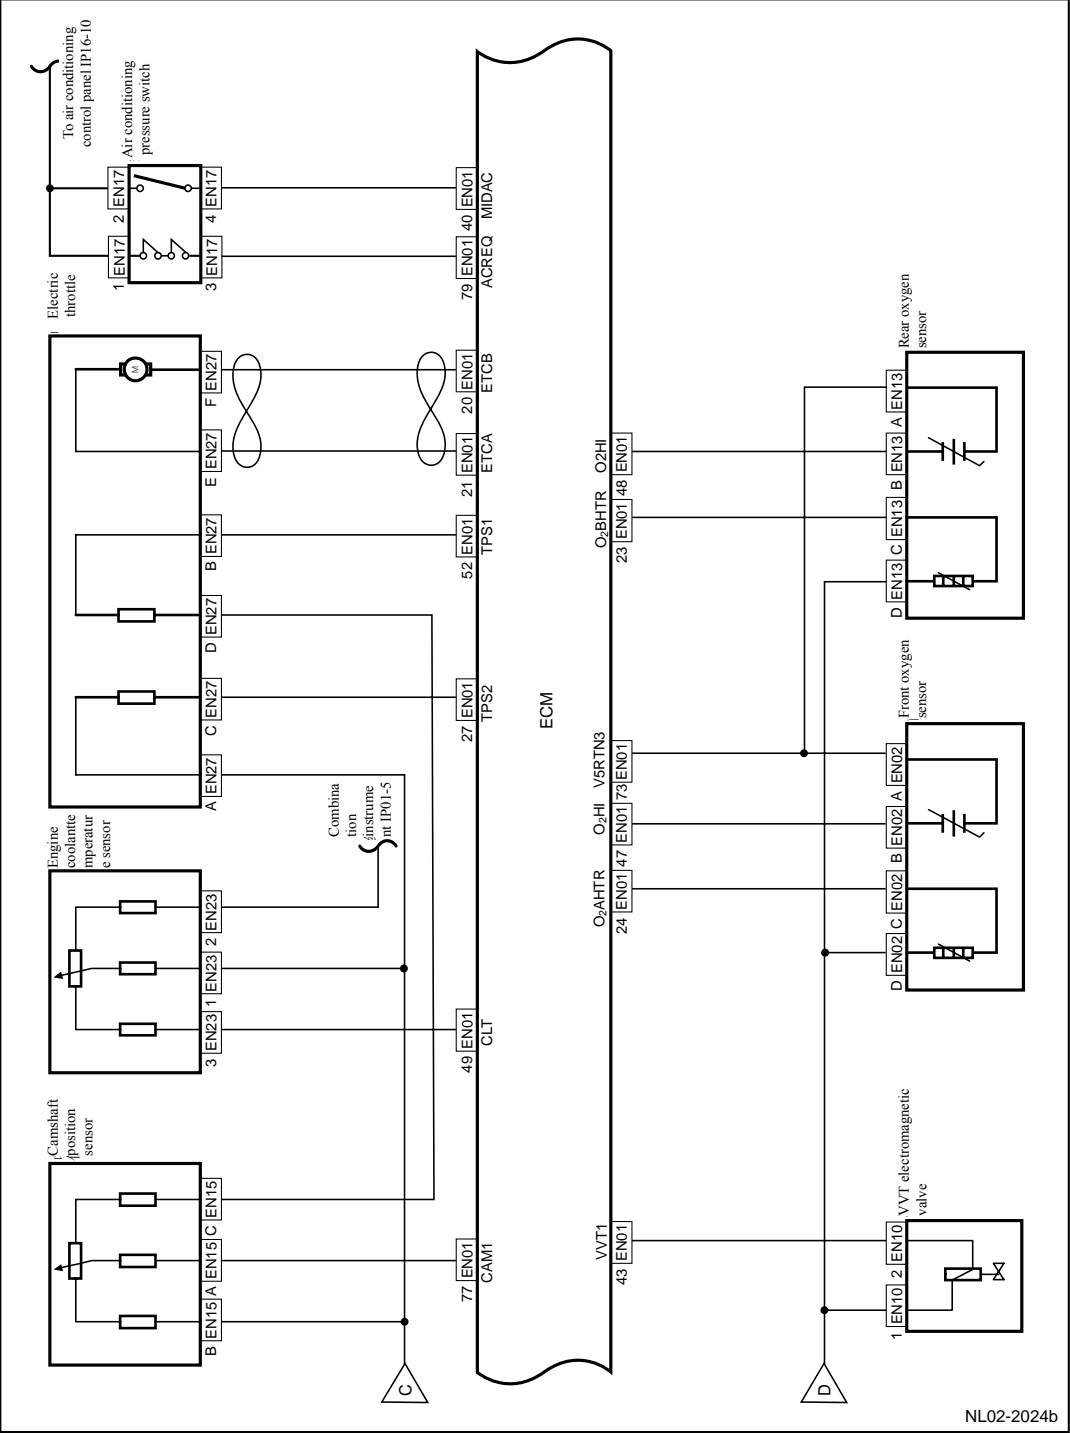 Camshaft
position
sensor
Engine
coolantte
mperatur
e sensor
Electric
throttle
Air conditioning
pressure switch
To air conditioning
control panel IP16-10
M
B EN15
A EN15
C EN15
3 EN23
1 EN23
2 EN23
A EN27
C EN27
D EN27
B EN27
E EN27
F EN27
1 EN17
2 EN17
3 EN17
4 EN17
Combina
tion
instrume
nt IP01-5
C
77 EN01
CAM1
49 EN01
CLT
27 EN01
TPS2
52 EN01
TPS1
21 EN01
ETCA
20 EN01
ETCB
79 EN01
ACREQ
40 EN01
MIDAC
ECM
VVT1
43 EN01
O₂AHTR
24 EN01
O₂HI
47 EN01
V5RTN3
73 EN01
O₂BHTR
23 EN01
O2HI
48 EN01
D
1 EN10
2 EN10
VVT electromagnetic
valve
D EN02
C EN02
B EN02
A EN02
Front oxygen
sensor
D EN13
C EN13
B EN13
A EN13
Rear oxygen
sensor
NL02-2024b